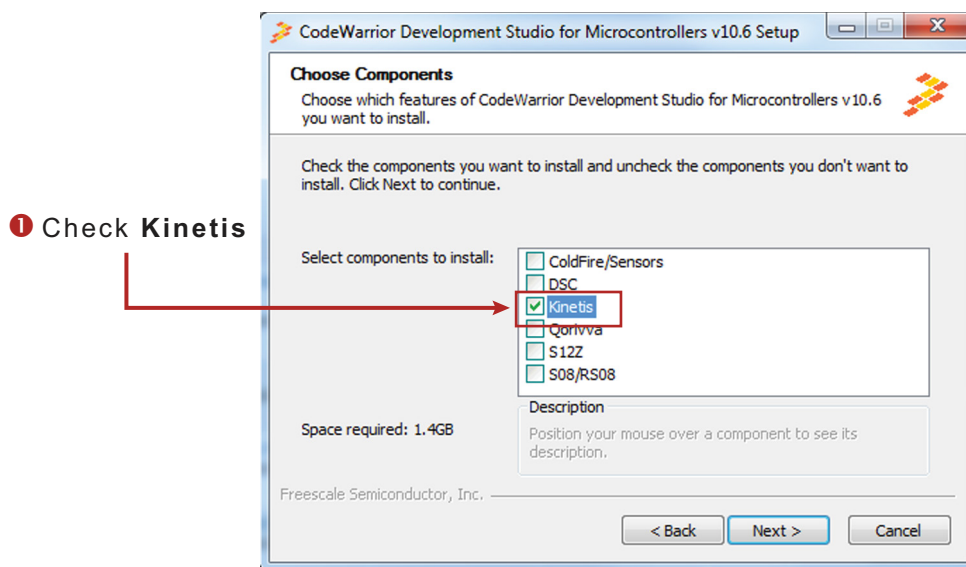 CodeWarrior Development Studio for Microcontrollers v10.6 Setup
Choose Components
Choose which features of CodeWarrior Development Studio for Microcontrollers v10.6
you want to install.
Check the components you want to install and uncheck the components you don't want to
install. Click Next to continue.
❶ Check Kinetis
Select components to install:
ColdFire/Sensors
DSC
Kinetis
Qorivva
S12Z
S08/RS08
Space required: 1.4GB
Description
Position your mouse over a component to see its
description.
Freescale Semiconductor, Inc.
< Back
Next >
Cancel